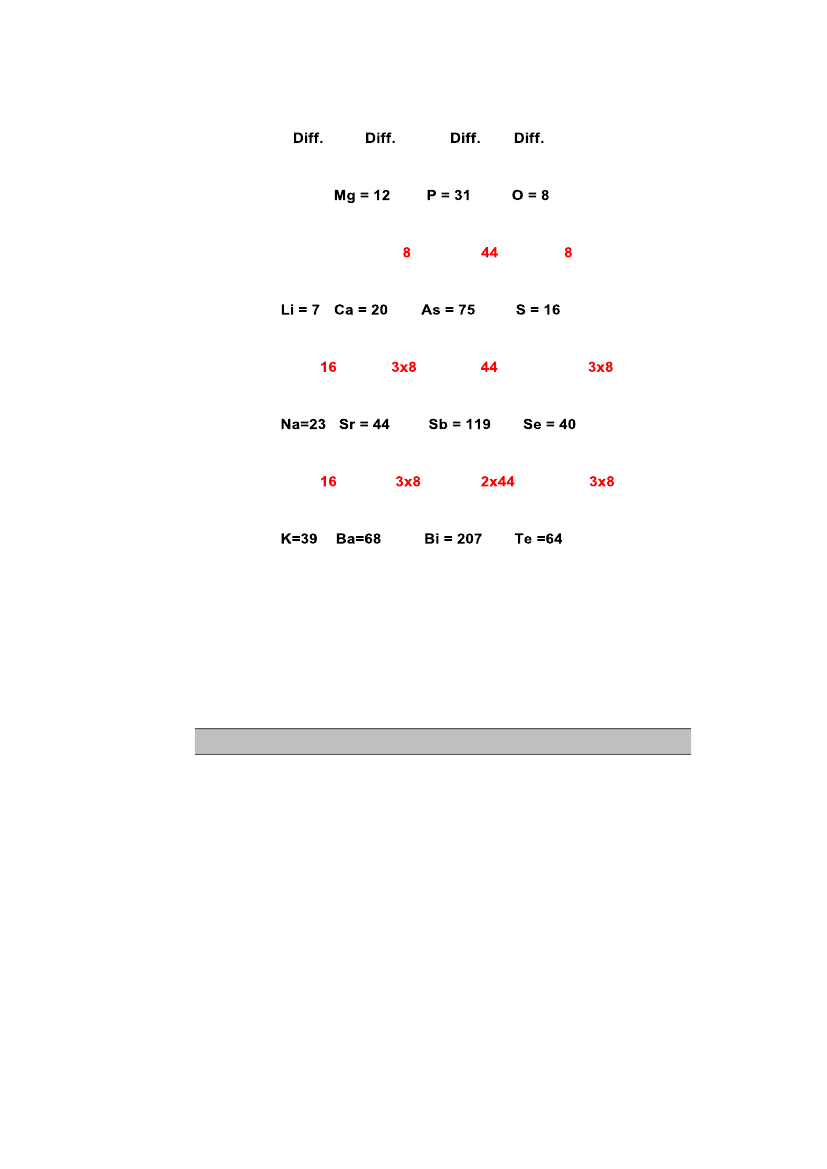 Diff. Diff. Diff. Diff.
Mg = 12 P = 31 O = 8
8 44 8
Li = 7 Ca = 20 As = 75 S = 16
16 3x8 44 3x8
Na=23 Sr = 44 Sb = 119 Se = 40
16 3x8 2x44 3x8
K=39 Ba=68 Bi = 207 Te =64